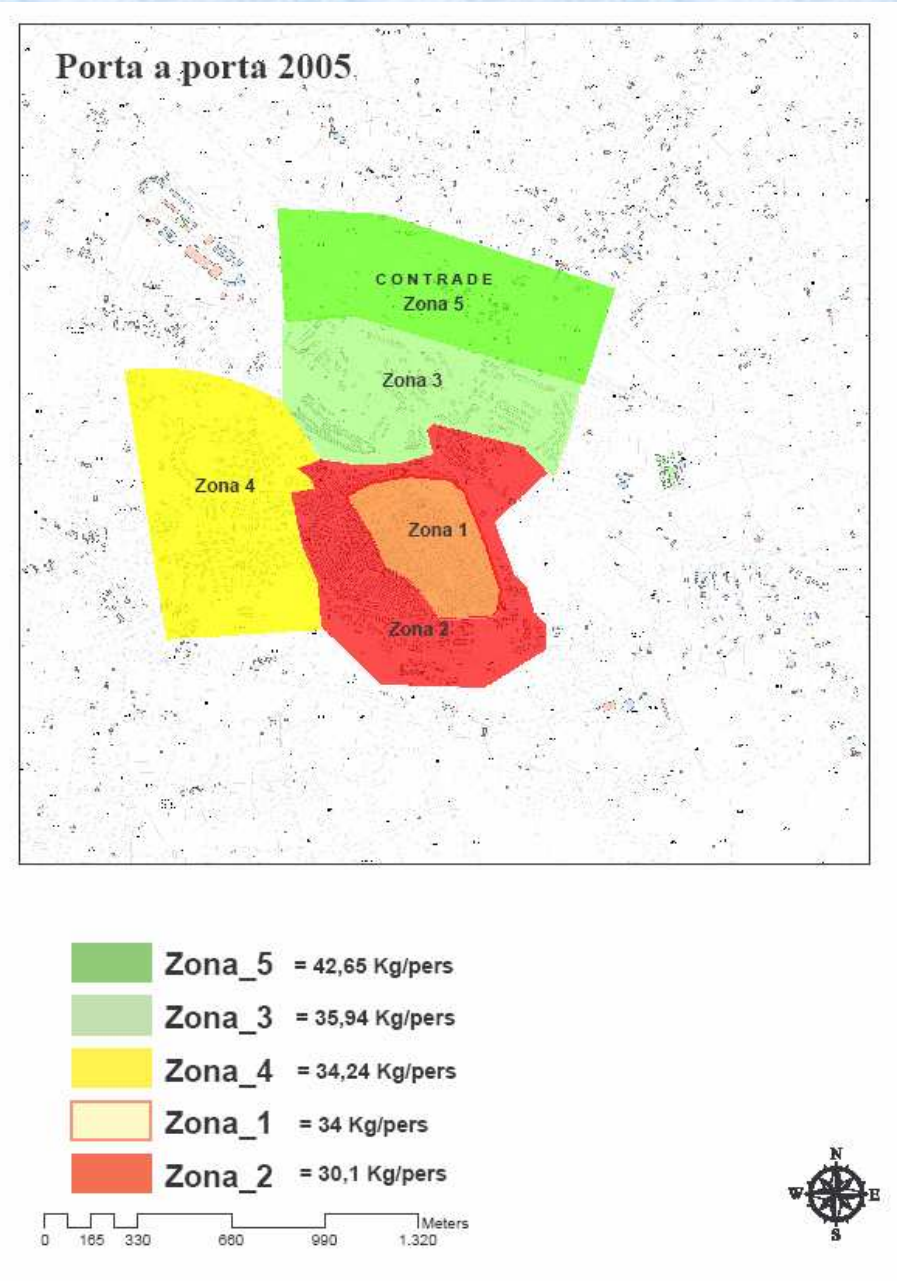 Porta a porta 2005
CONTRADE
Zona 5
Zona 3
Zona 4
Zona 1
Zona 2
Zona_5 = 42,65 Kg/pers
Zona_3 = 35,94 Kg/pers
Zona_4 = 34,24 Kg/pers
Zona_1 = 34 Kg/pers
Zona_2 = 30,1 Kg/pers
Meters
0 165 330 660 990 1.320
N
W E
S